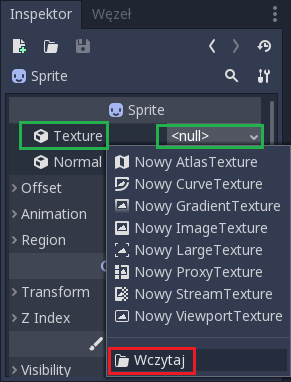 Inspektor Węzeł
Sprite
Sprite
Texture <null>
Normal
Nowy AtlasTexture
Nowy CurveTexture
Offset
Nowy GradientTexture
Animation
Nowy ImageTexture
Region
Nowy LargeTexture
Nowy ProxyTexture
Transform
Nowy StreamTexture
Z Index
Nowy ViewportTexture
Wczytaj
Visibility